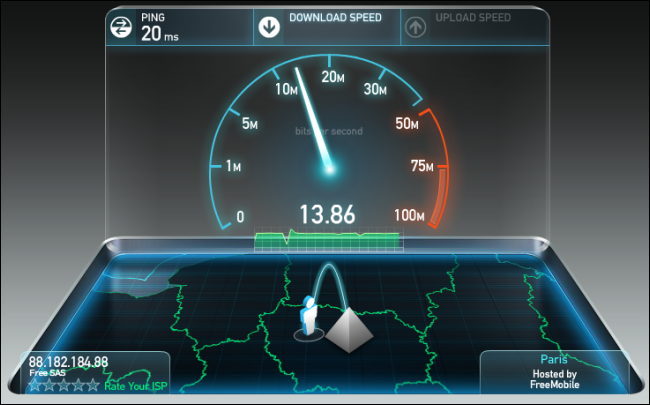 PING
20 ms
DOWNLOAD SPEED
UPLOAD SPEED
0
1M
5M
10M
20M
30M
50M
75M
100M
bits per second
13.86
88.182.184.88
Free SAS
Rate Your ISP
Paris
Hosted by
FreeMobile